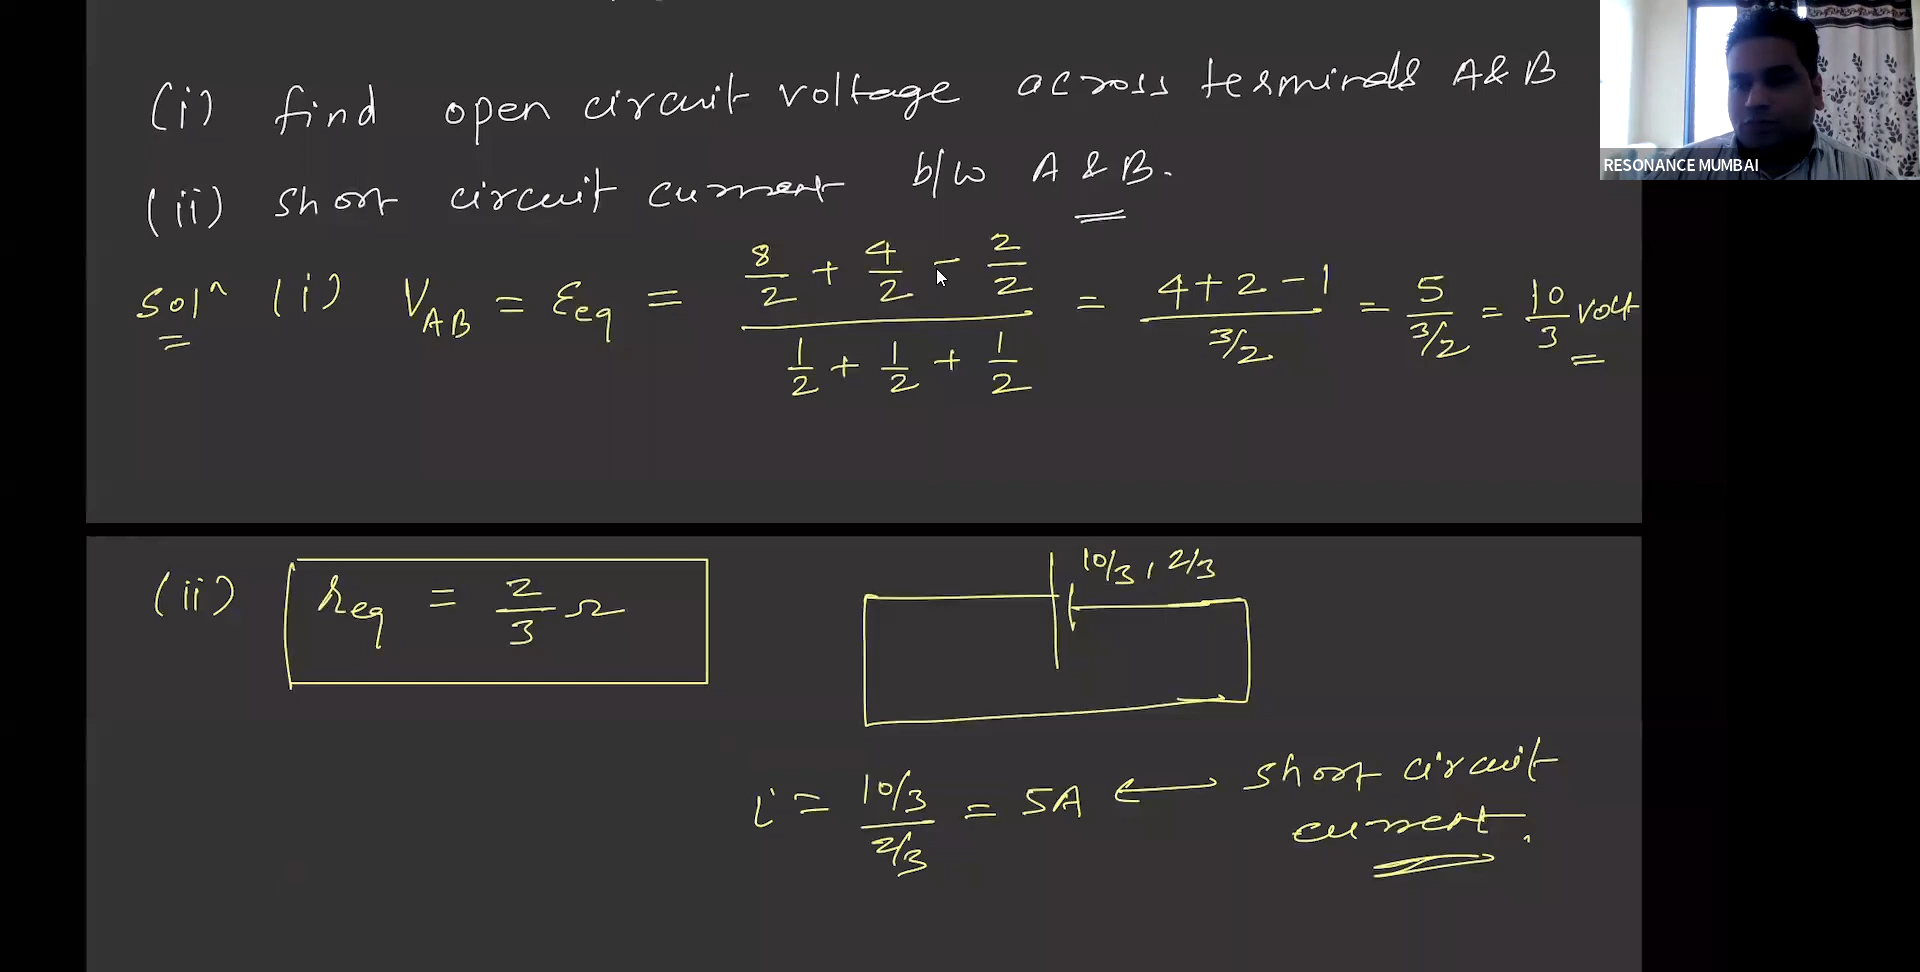 (i) find open circuit voltage across terminals A & B
RESONANCE MUMBAI
(ii) short circuit current b/w A & B.
Solⁿ (i) V_AB = ε_eq = (8/2 + 4/2 - 2/2) / (1/2 + 1/2 + 1/2) = (4+2-1) / (3/2) = 5 / (3/2) = 10/3 volt
(ii) r_eq = 2/3 Ω
10/3, 2/3
i = (10/3) / (2/3) = 5A ← short circuit
current.